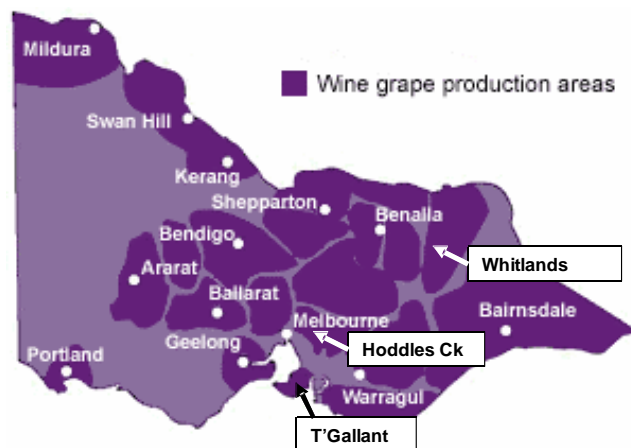 Mildura
Wine grape production areas
Swan Hill
Kerang
Shepparton
Benalla
Bendigo
Whitlands
Ararat
Ballarat
Bairnsdale
Melbourne
Geelong
Hoddles Ck
Portland
Warragul
T'Gallant